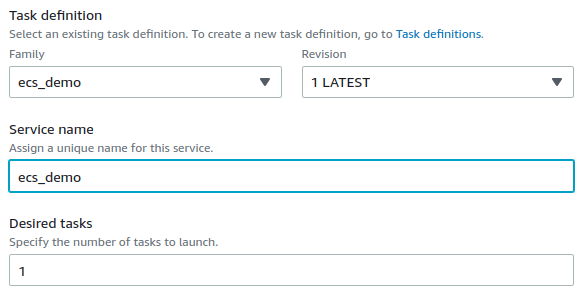 Task definition
Select an existing task definition. To create a new task definition, go to Task definitions.
Family Revision
ecs_demo 1 LATEST
Service name
Assign a unique name for this service.
ecs_demo
Desired tasks
Specify the number of tasks to launch.
1